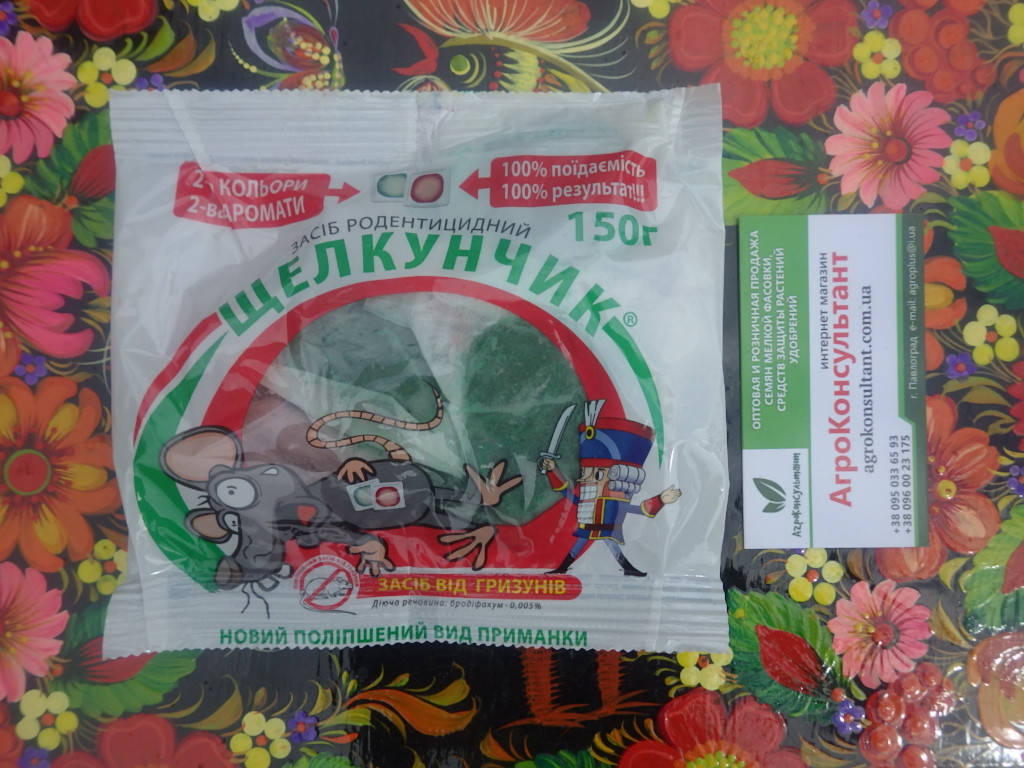 2-а КОЛЬОРИ
2-ва АРОМАТИ
100% поїдаємість
100% результат!!!
ЗАСІБ РОДЕНТИЦИДНИЙ
150г
ЩЕЛКУНЧИК®
ЗАСІБ ВІД ГРИЗУНІВ
Діюча речовина: бродіфакум - 0,005%
НОВИЙ ПОЛІПШЕНИЙ ВИД ПРИМАНКИ
ОПТОВАЯ И РОЗНИЧНАЯ ПРОДАЖА
СЕМЯН МЕЛКОЙ ФАСОВКИ,
СРЕДСТВ ЗАЩИТЫ РАСТЕНИЙ
УДОБРЕНИЙ
АгроКонсультант
интернет магазин
АгроКонсультант
agrokonsultant.com.ua
+38 095 033 65 93
+38 096 00 23 175
г. Павлоград e-mail: agroplus@i.ua